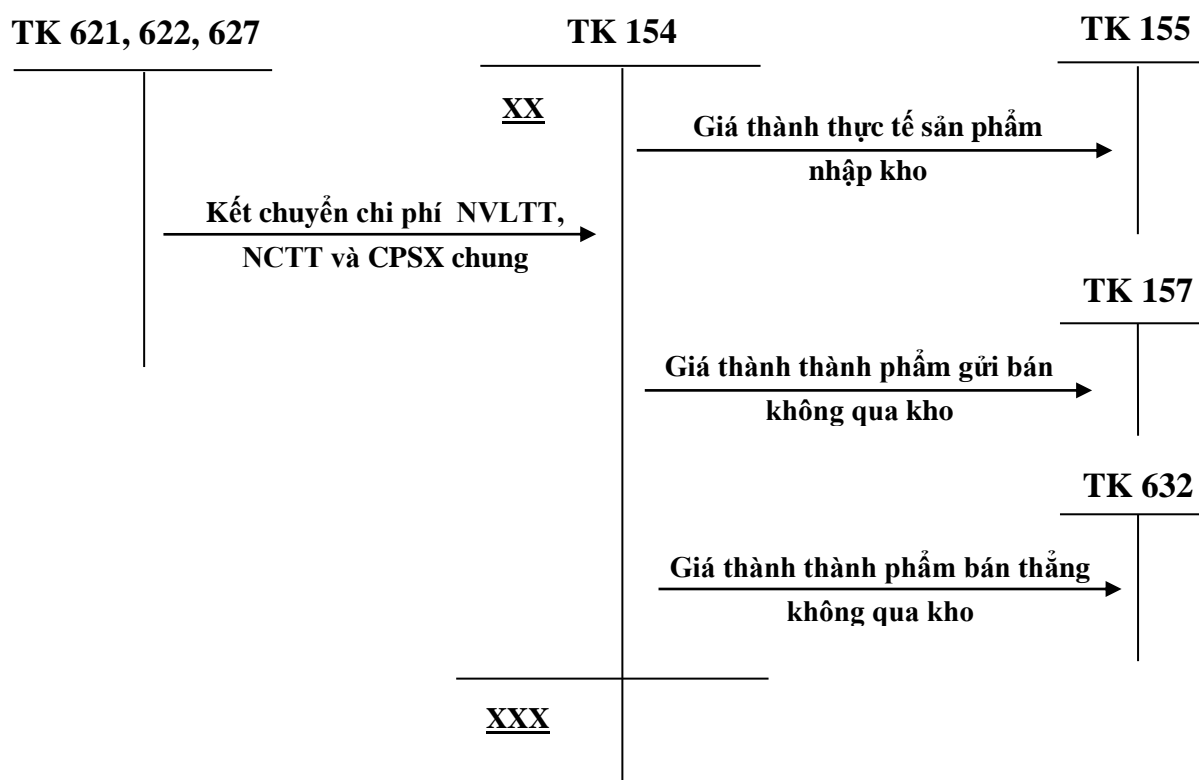 TK 621, 622, 627
TK 154
TK 155
XX
Giá thành thực tế sản phẩm
nhập kho
Kết chuyển chi phí NVLTT,
NCTT và CPSX chung
TK 157
Giá thành thành phẩm gửi bán
không qua kho
TK 632
Giá thành thành phẩm bán thẳng
không qua kho
XXX